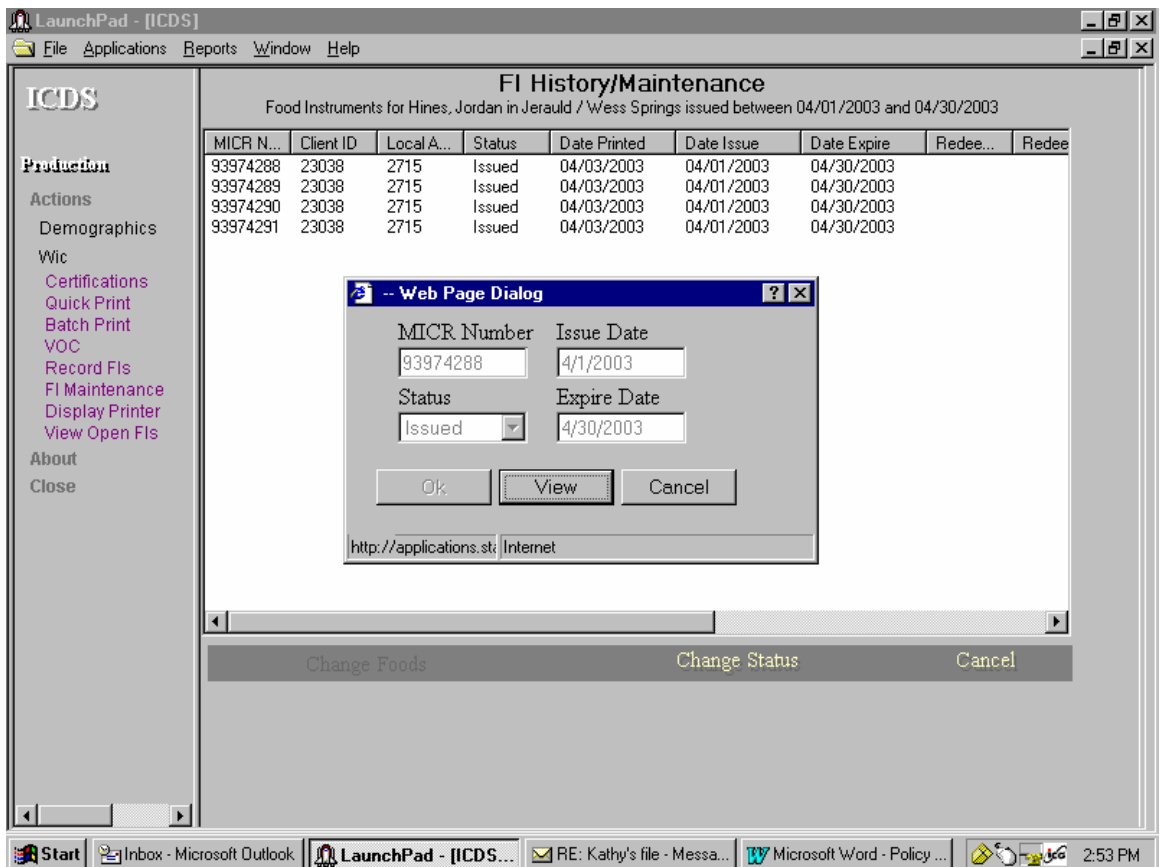 LaunchPad - [ICDS]
File Applications Reports Window Help
ICDS
Production
Actions
Demographics
Wic
Certifications
Quick Print
Batch Print
VOC
Record FIs
FI Maintenance
Display Printer
View Open FIs
About
Close
FI History/Maintenance
Food Instruments for Hines, Jordan in Jerauld / Wess Springs issued between 04/01/2003 and 04/30/2003
MICR N... Client ID Local A... Status Date Printed Date Issue Date Expire Redee... Redee
93974288 23038 2715 Issued 04/03/2003 04/01/2003 04/30/2003
93974289 23038 2715 Issued 04/03/2003 04/01/2003 04/30/2003
93974290 23038 2715 Issued 04/03/2003 04/01/2003 04/30/2003
93974291 23038 2715 Issued 04/03/2003 04/01/2003 04/30/2003
-- Web Page Dialog
MICR Number Issue Date
93974288 4/1/2003
Status Expire Date
Issued 4/30/2003
Ok View Cancel
http://applications.sta Internet
Change Foods Change Status Cancel
Start Inbox - Microsoft Outlook LaunchPad - [ICDS... RE: Kathy's file - Messa... Microsoft Word - Policy ... 2:53 PM